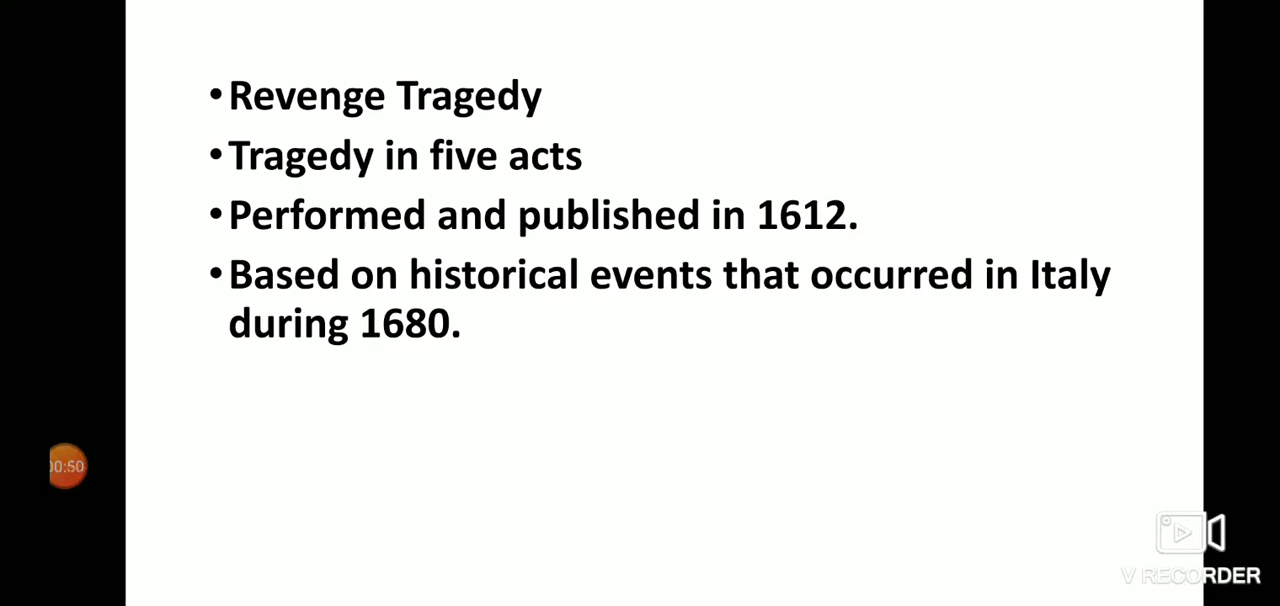 •Revenge Tragedy
•Tragedy in five acts
•Performed and published in 1612.
•Based on historical events that occurred in Italy
during 1680.
00:50
V RECORDER